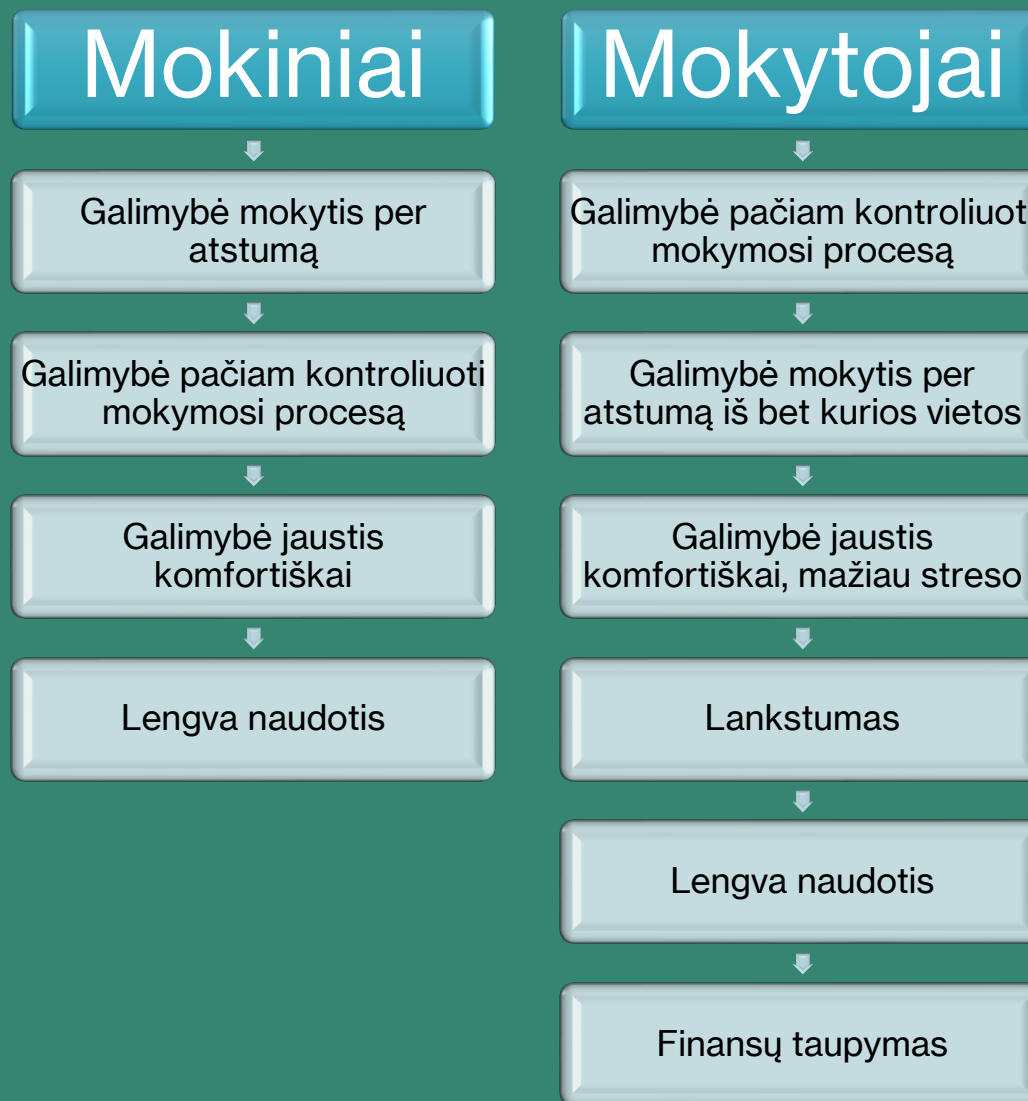 Mokiniai
Galimybė mokytis per
atstumą
Galimybė pačiam kontroliuoti
mokymosi procesą
Galimybė jaustis
komfortiškai
Lengva naudotis
Mokytojai
Galimybė pačiam kontroliuot
mokymosi procesą
Galimybė mokytis per
atstumą iš bet kurios vietos
Galimybė jaustis
komfortiškai, mažiau streso
Lankstumas
Lengva naudotis
Finansų taupymas